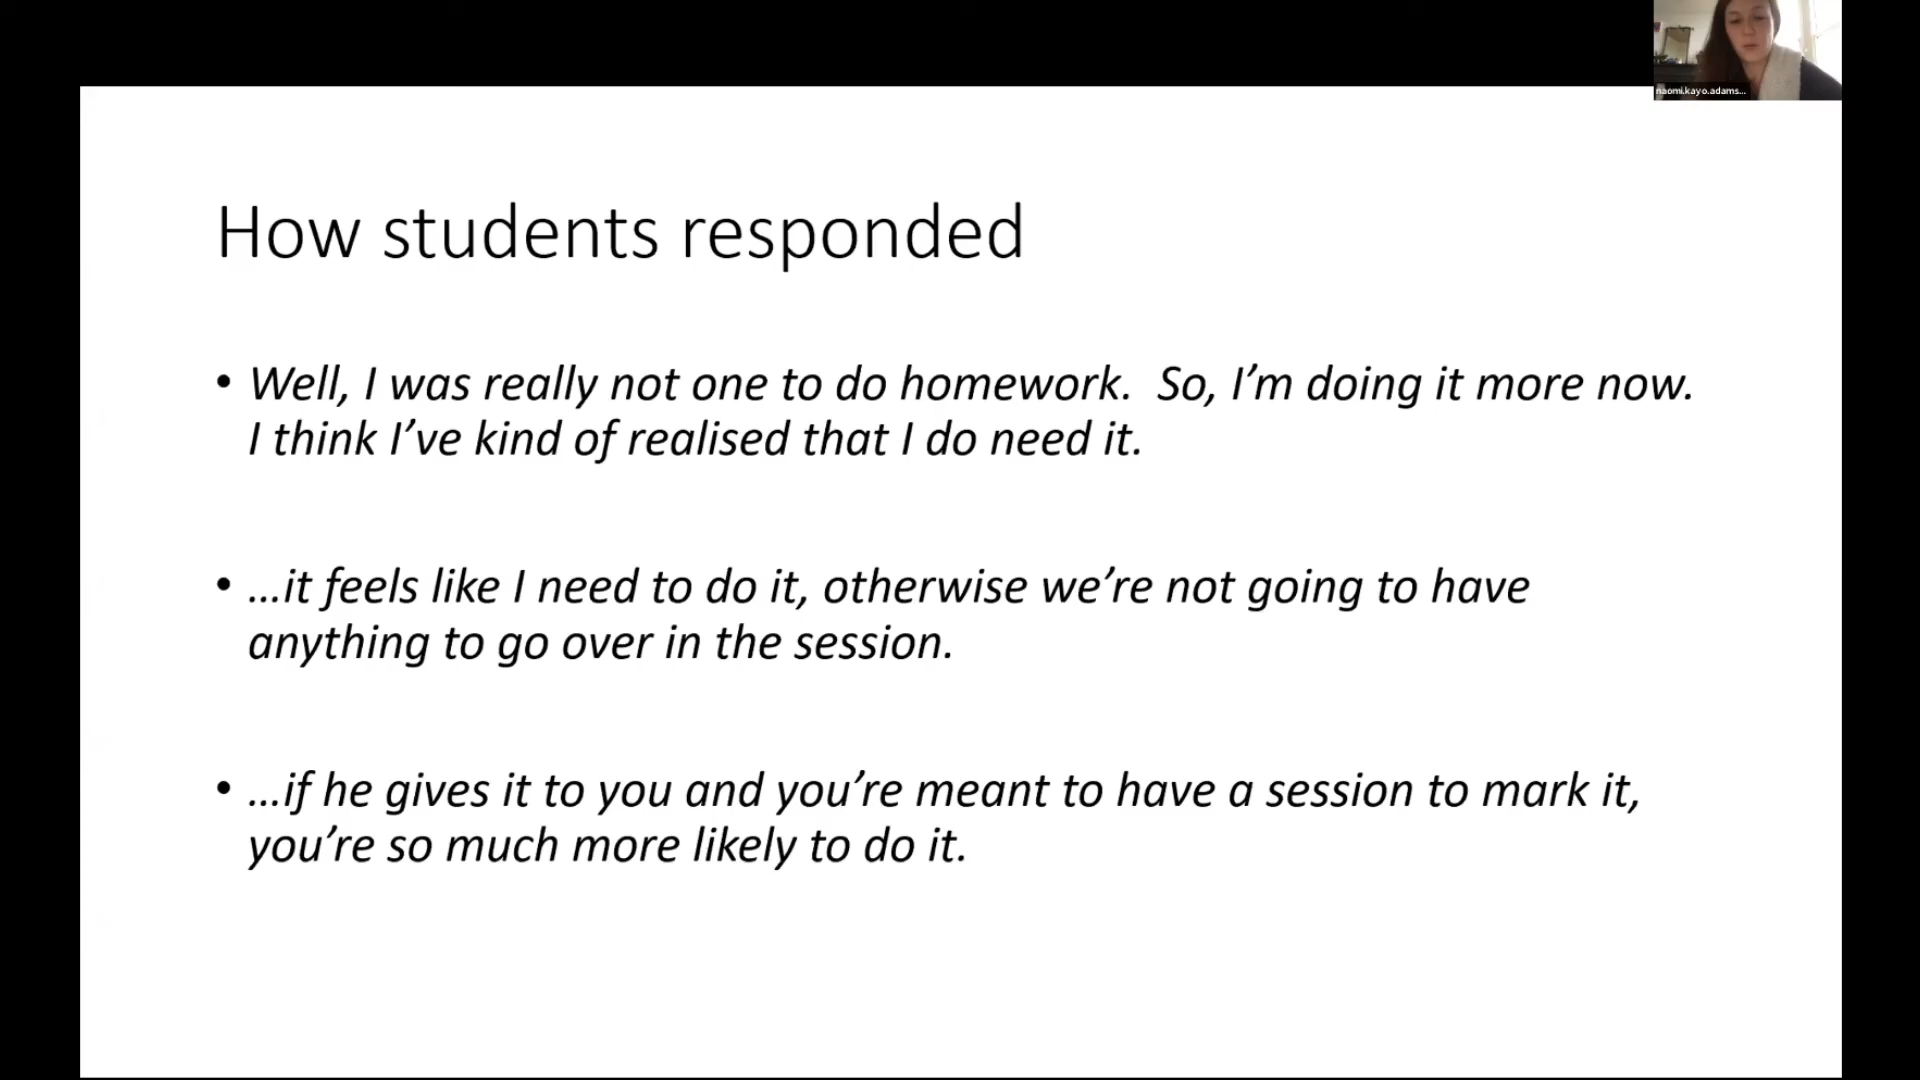 naomi.kayo.adams...
How students responded
• Well, I was really not one to do homework.  So, I’m doing it more now.
I think I’ve kind of realised that I do need it.
• …it feels like I need to do it, otherwise we’re not going to have
anything to go over in the session.
• …if he gives it to you and you’re meant to have a session to mark it,
you’re so much more likely to do it.